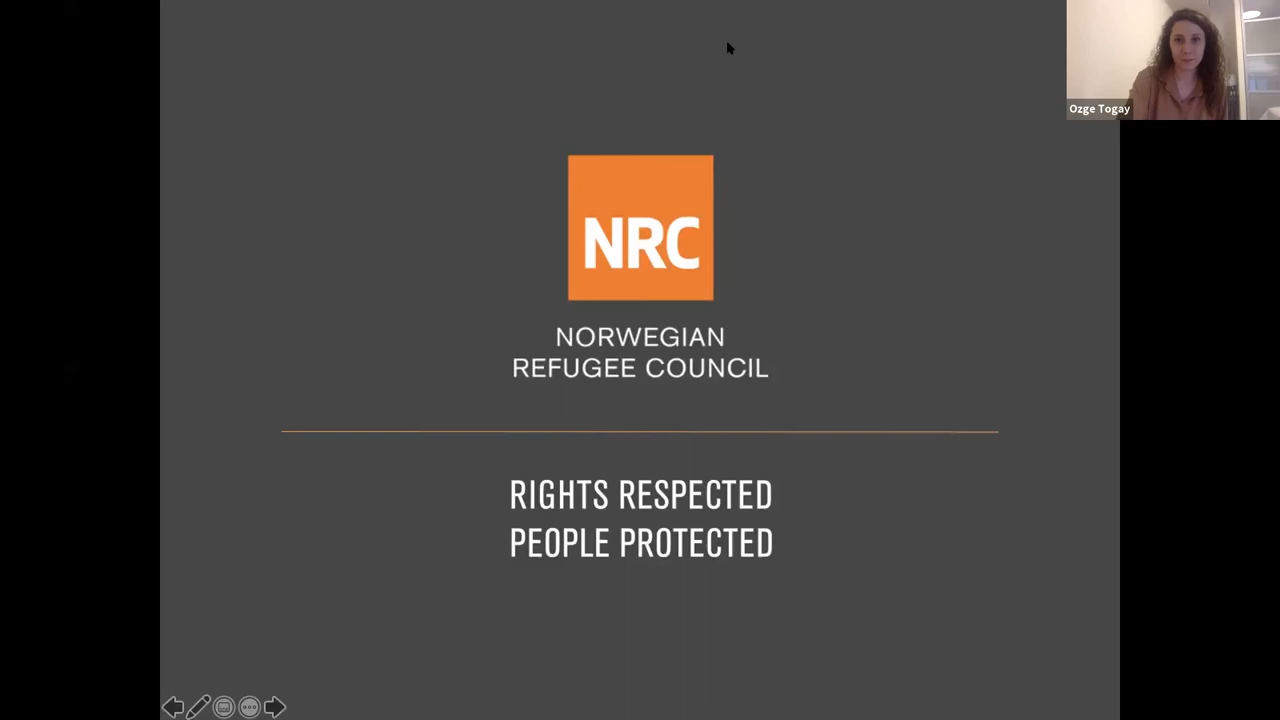 Ozge Togay
NRC
NORWEGIAN
REFUGEE COUNCIL
RIGHTS RESPECTED
PEOPLE PROTECTED